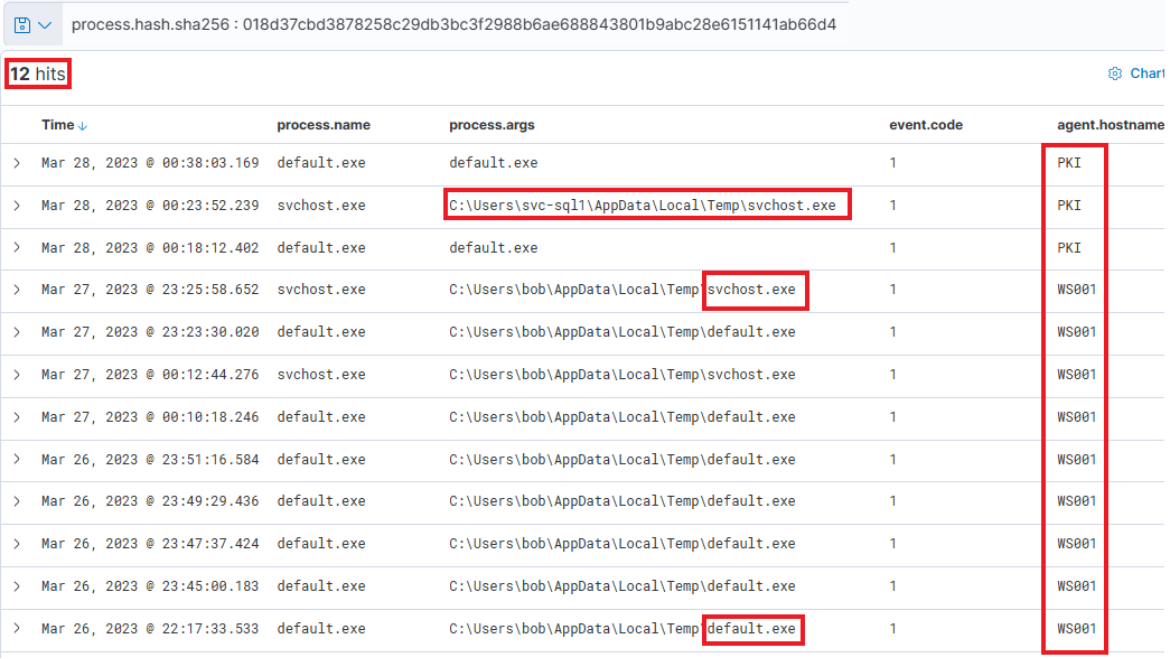 process.hash.sha256 : 018d37cbd3878258c29db3bc3f2988b6ae688843801b9abc28e6151141ab66d4
12 hits
Chart
Time process.name process.args event.code agent.hostname
Mar 28, 2023 @ 00:38:03.169 default.exe default.exe 1 PKI
Mar 28, 2023 @ 00:23:52.239 svchost.exe C:\Users\svc-sql1\AppData\Local\Temp\svchost.exe 1 PKI
Mar 28, 2023 @ 00:18:12.402 default.exe default.exe 1 PKI
Mar 27, 2023 @ 23:25:58.652 svchost.exe C:\Users\bob\AppData\Local\Temp\svchost.exe 1 WS001
Mar 27, 2023 @ 23:23:30.020 default.exe C:\Users\bob\AppData\Local\Temp\default.exe 1 WS001
Mar 27, 2023 @ 00:12:44.276 svchost.exe C:\Users\bob\AppData\Local\Temp\svchost.exe 1 WS001
Mar 27, 2023 @ 00:10:18.246 default.exe C:\Users\bob\AppData\Local\Temp\default.exe 1 WS001
Mar 26, 2023 @ 23:51:16.584 default.exe C:\Users\bob\AppData\Local\Temp\default.exe 1 WS001
Mar 26, 2023 @ 23:49:29.436 default.exe C:\Users\bob\AppData\Local\Temp\default.exe 1 WS001
Mar 26, 2023 @ 23:47:37.424 default.exe C:\Users\bob\AppData\Local\Temp\default.exe 1 WS001
Mar 26, 2023 @ 23:45:00.183 default.exe C:\Users\bob\AppData\Local\Temp\default.exe 1 WS001
Mar 26, 2023 @ 22:17:33.533 default.exe C:\Users\bob\AppData\Local\Temp\default.exe 1 WS001